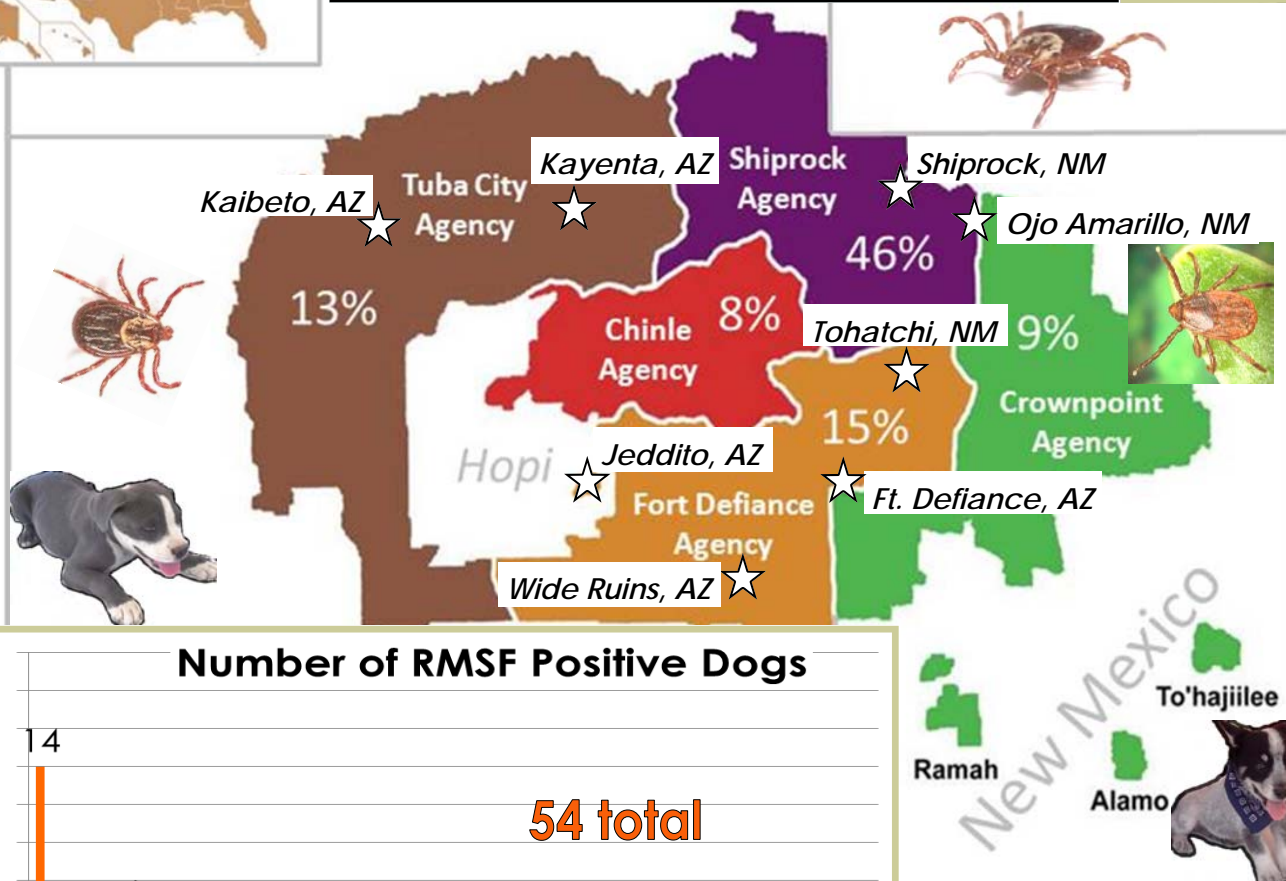 Kayenta, AZ
Shiprock
Agency
Shiprock, NM
Kaibeto, AZ
Tuba City
Agency
Ojo Amarillo, NM
46%
13%
Chinle
Agency
8%
Tohatchi, NM
9%
Crownpoint
Agency
15%
Hopi
Jeddito, AZ
Fort Defiance
Agency
Ft. Defiance, AZ
Wide Ruins, AZ
New Mexico
To'hajiilee
Ramah
Alamo
Number of RMSF Positive Dogs
14
54 total